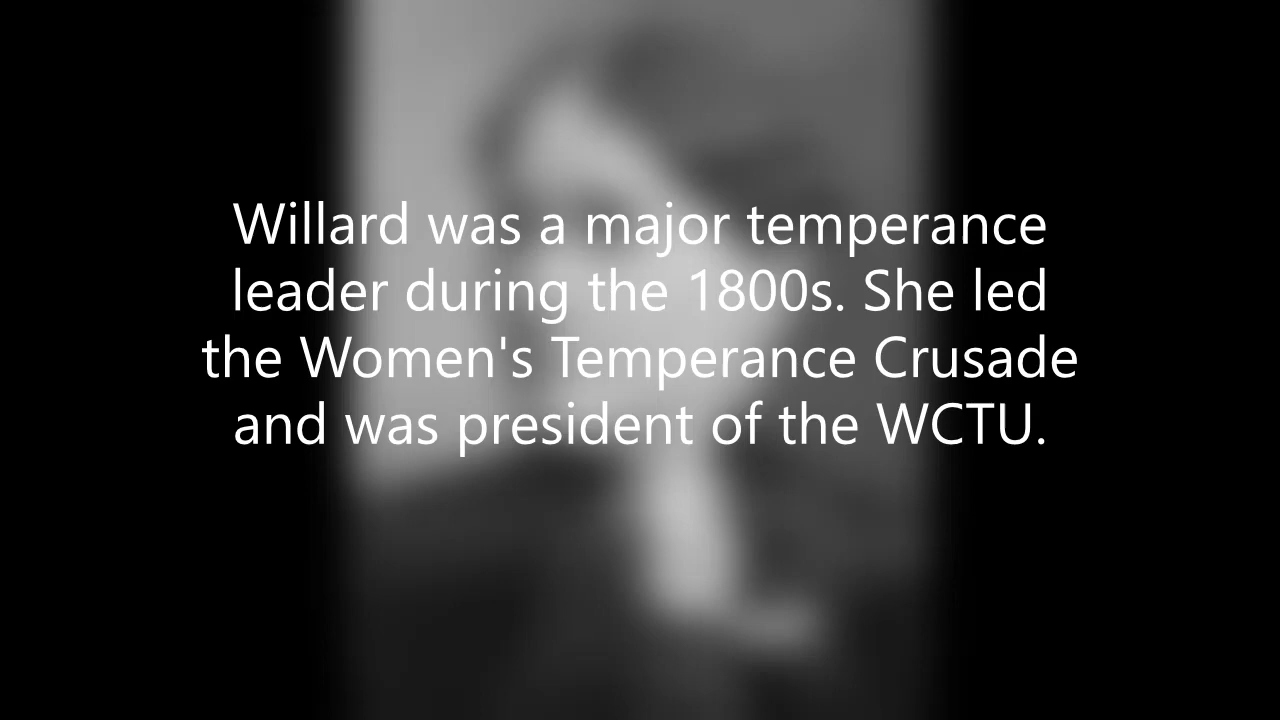 Willard was a major temperance
leader during the 1800s. She led
the Women's Temperance Crusade
and was president of the WCTU.